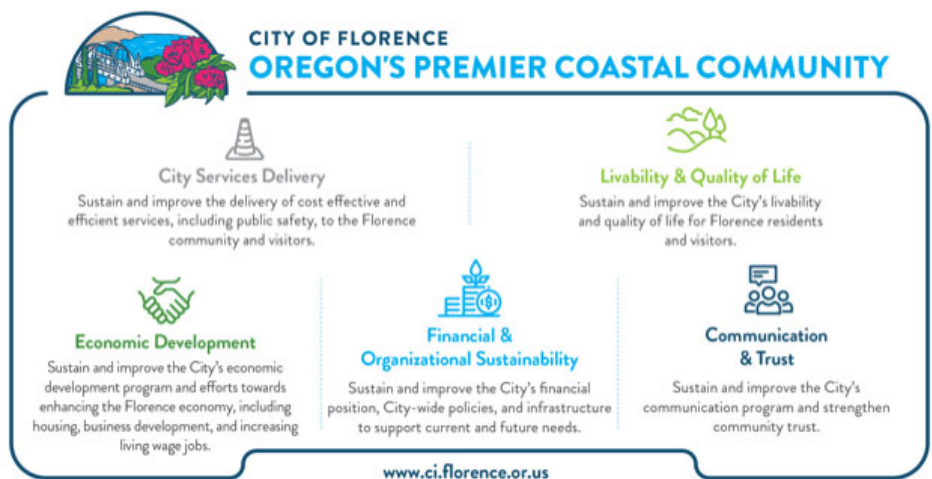 CITY OF FLORENCE
OREGON'S PREMIER COASTAL COMMUNITY
City Services Delivery
Sustain and improve the delivery of cost effective and
efficient services, including public safety, to the Florence
community and visitors.
Livability & Quality of Life
Sustain and improve the City's livability
and quality of life for Florence residents
and visitors.
Economic Development
Sustain and improve the City's economic
development program and efforts towards
enhancing the Florence economy, including
housing, business development, and increasing
living wage jobs.
Financial &
Organizational Sustainability
Sustain and improve the City's financial
position, City-wide policies, and infrastructure
to support current and future needs.
Communication
& Trust
Sustain and improve the City's
communication program and strengthen
community trust.
www.ci.florence.or.us